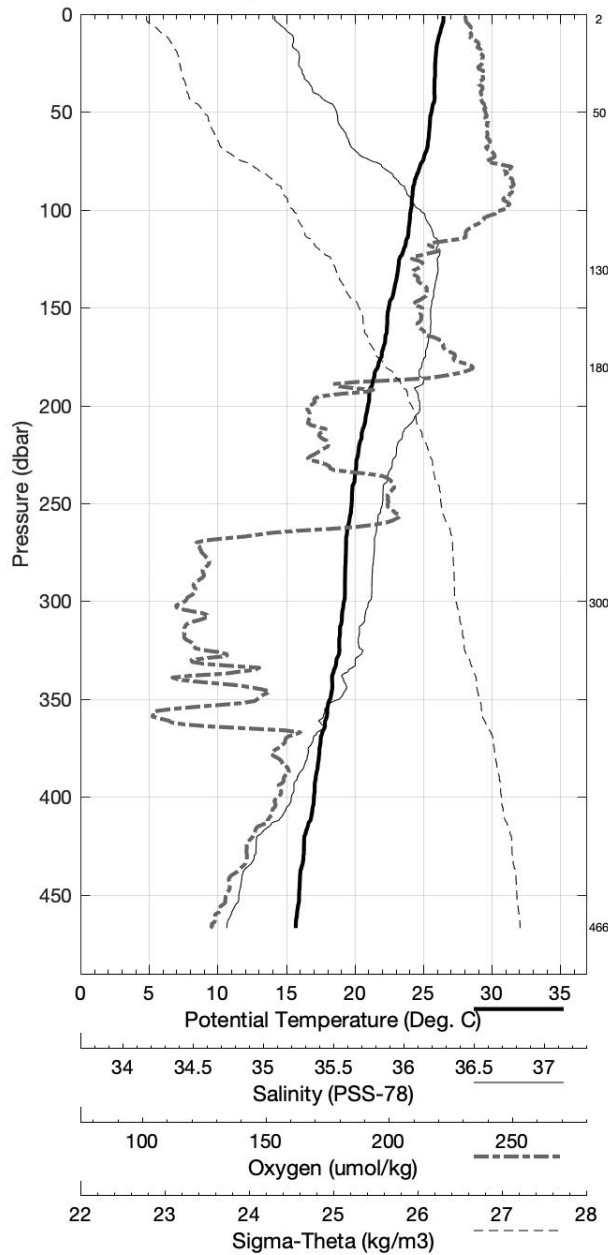 0 2
50 50
100
130
150
180
200
Pressure (dbar)
250
300 300
350
400
450
466
0 5 10 15 20 25 30 35
Potential Temperature (Deg. C)
34 34.5 35 35.5 36 36.5 37
Salinity (PSS-78)
100 150 200 250
Oxygen (umol/kg)
22 23 24 25 26 27 28
Sigma-Theta (kg/m3)